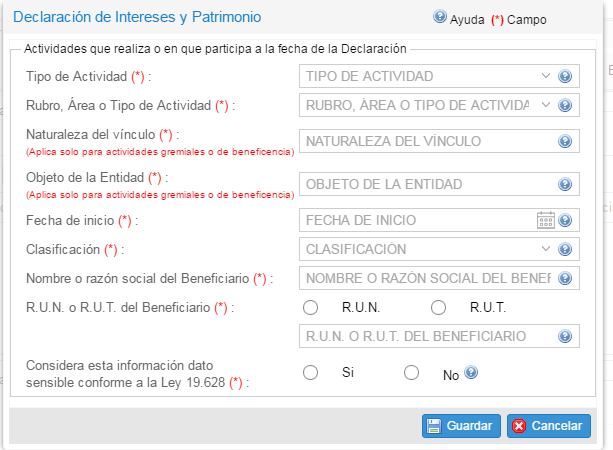 Declaración de Intereses y Patrimonio
Ayuda (*) Campo
Actividades que realiza o en que participa a la fecha de la Declaración
Tipo de Actividad (*) :
TIPO DE ACTIVIDAD
Rubro, Área o Tipo de Actividad (*) :
RUBRO, ÁREA O TIPO DE ACTIVIDA
Naturaleza del vínculo (*) :
(Aplica solo para actividades gremiales o de beneficencia)
NATURALEZA DEL VÍNCULO
Objeto de la Entidad (*) :
(Aplica solo para actividades gremiales o de beneficencia)
OBJETO DE LA ENTIDAD
Fecha de inicio (*) :
FECHA DE INICIO
Clasificación (*) :
CLASIFICACIÓN
Nombre o razón social del Beneficiario (*) :
NOMBRE O RAZÓN SOCIAL DEL BENEF
R.U.N. o R.U.T. del Beneficiario (*) :
R.U.N. R.U.T.
R.U.N. O R.U.T. DEL BENEFICIARIO
Considera esta información dato
sensible conforme a la Ley 19.628 (*) :
Si No
Guardar Cancelar